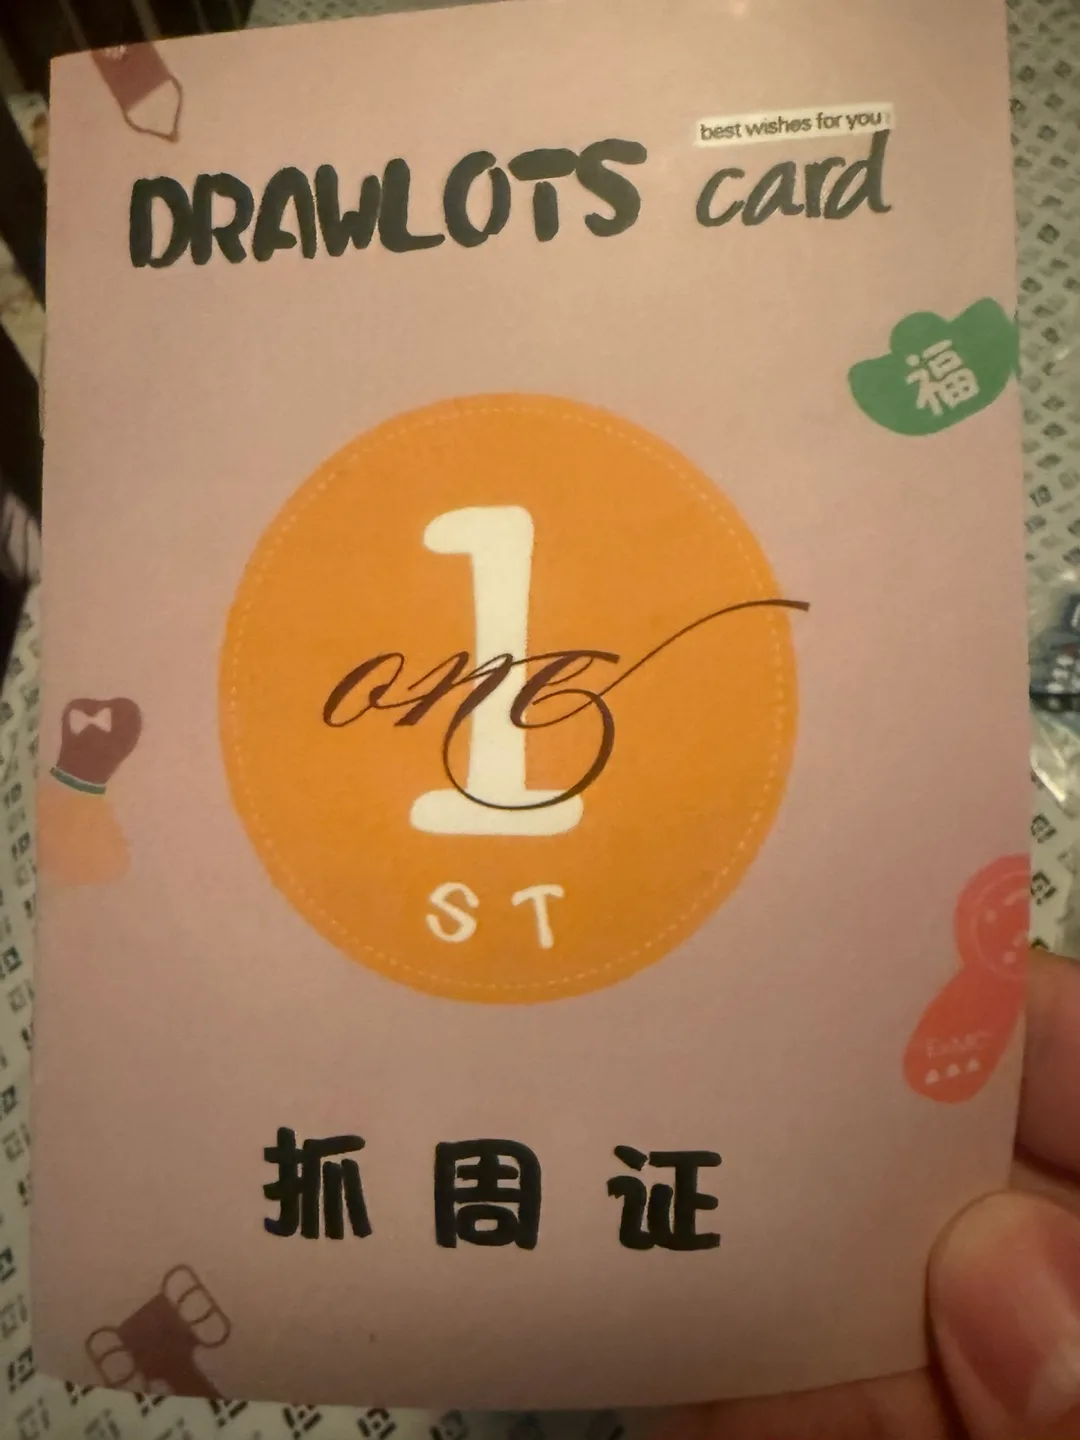 best wishes for you
DRAWLOTS card
福
1
one
ST
抓周证